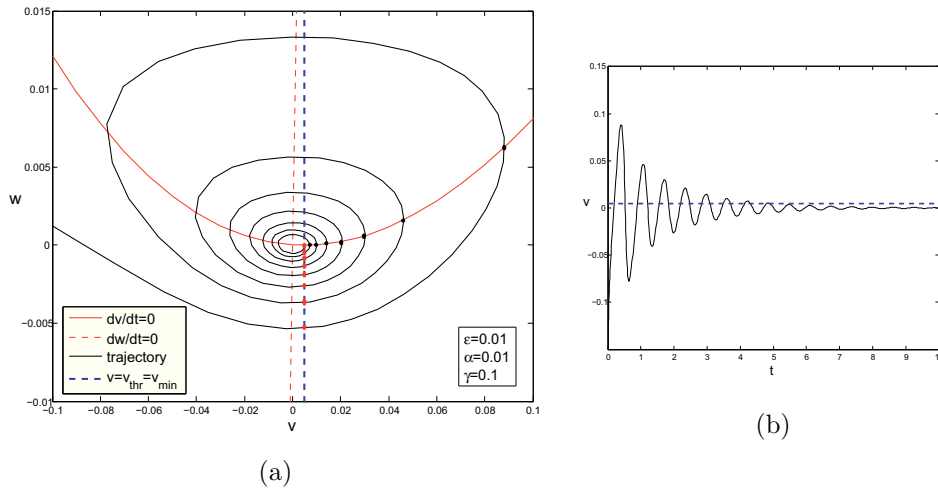 0.015
0.01
0.005
0
−0.005
−0.01
w
−0.1 −0.08 −0.06 −0.04 −0.02 0 0.02 0.04 0.06 0.08 0.1
v
dv/dt=0
dw/dt=0
trajectory
v=v_thr=v_min
ε=0.01
α=0.01
γ=0.1
(a)
0.15
0.1
0.05
v
0
−0.05
−0.1
0 1 2 3 4 5 6 7 8 9 10
t
(b)